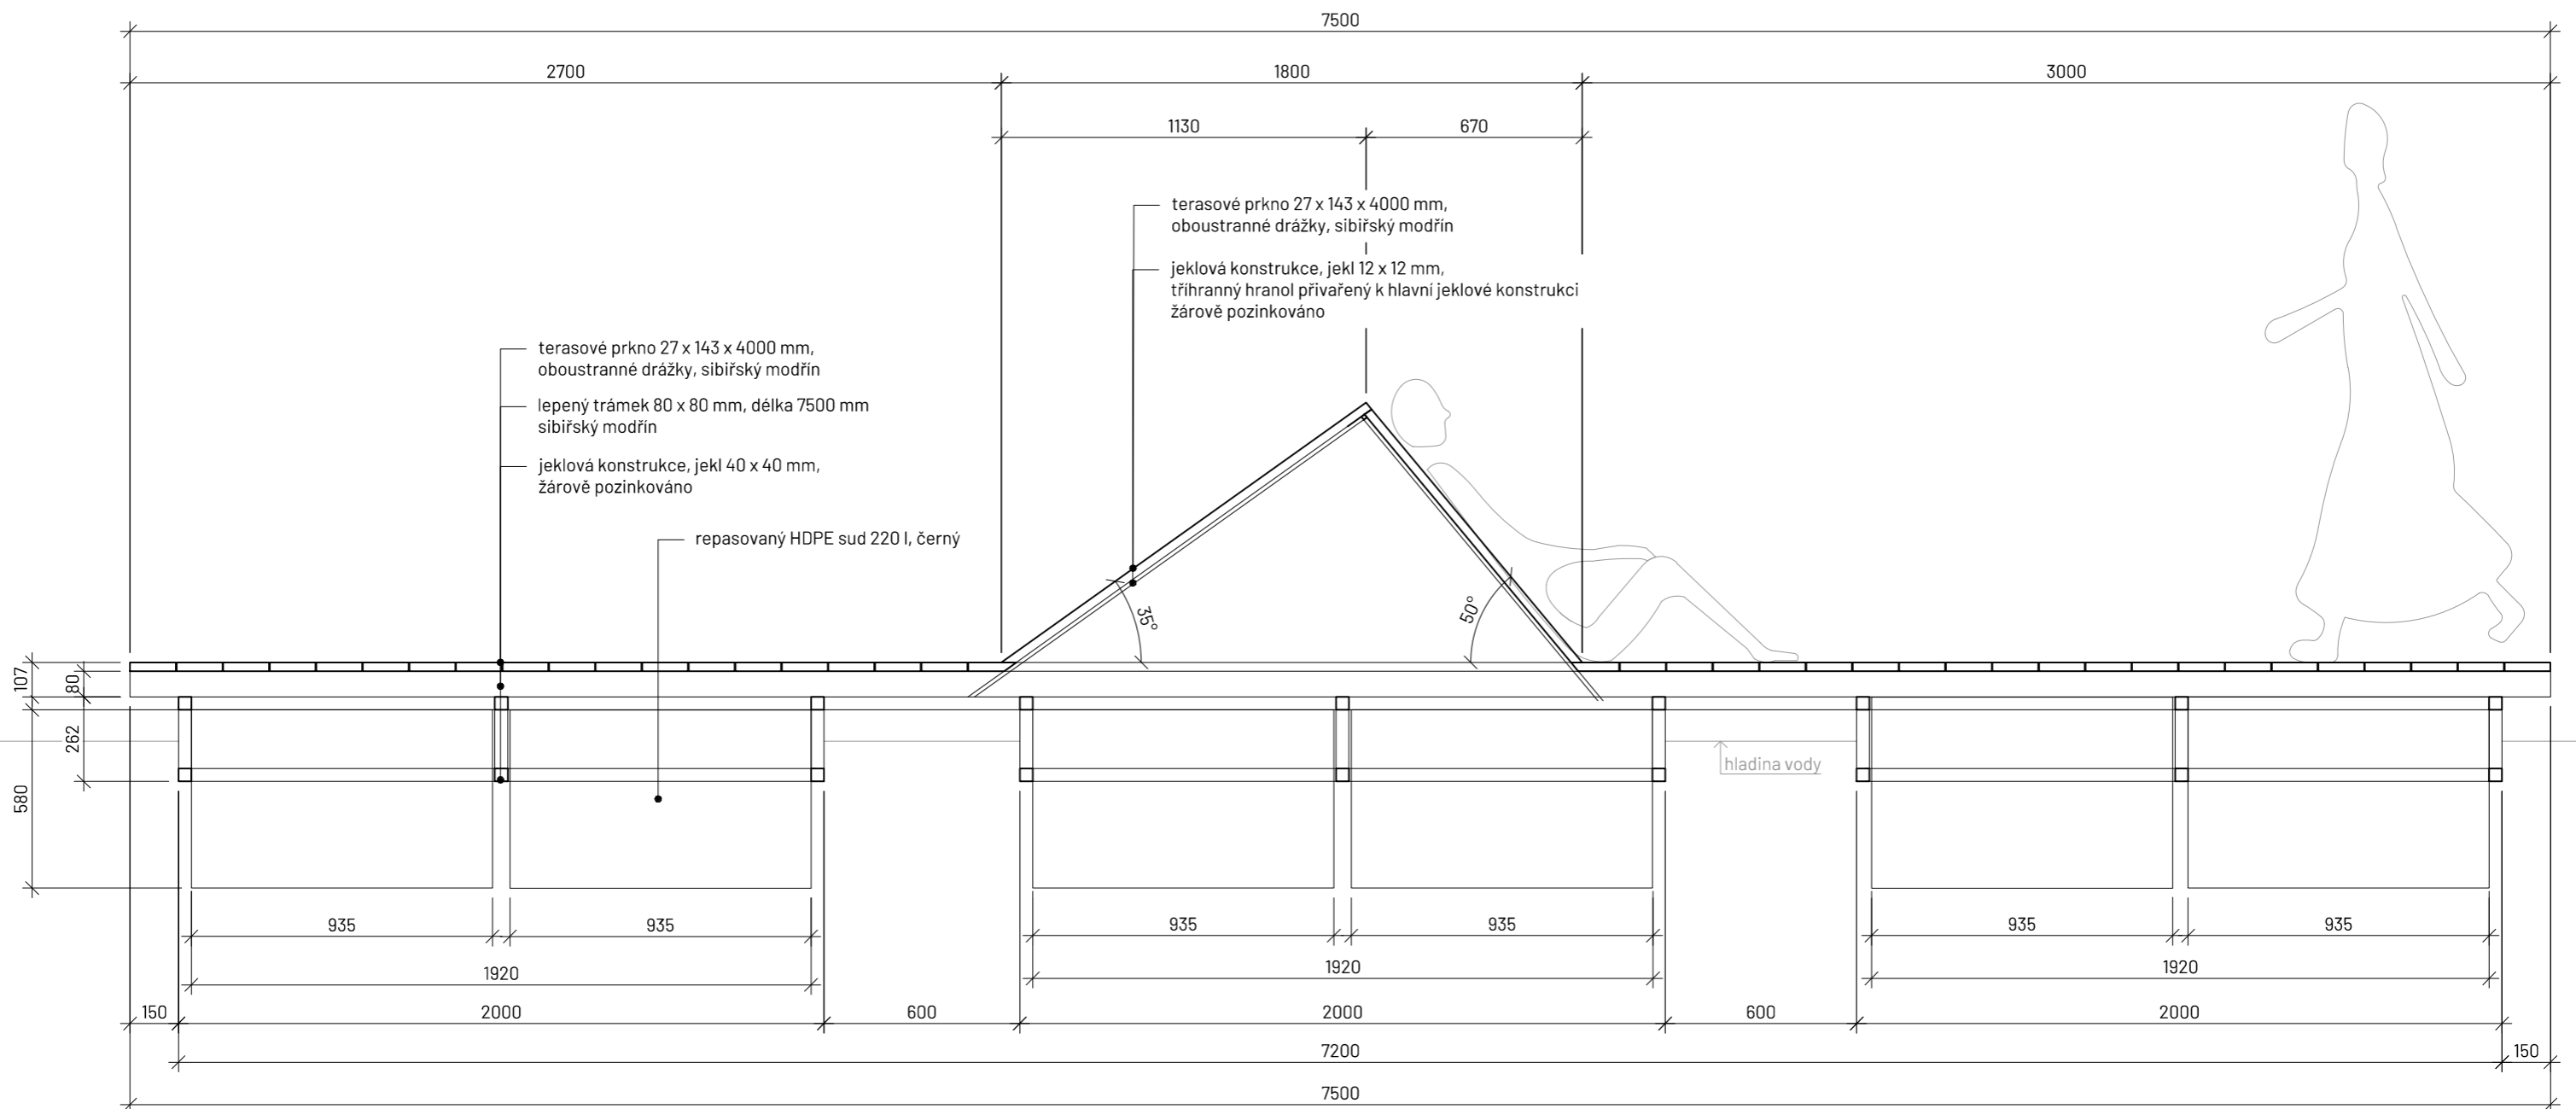 7500
2700
1800
3000
1130
670
terasové prkno 27 x 143 x 4000 mm,
oboustranné drážky, sibiřský modřín
jeklová konstrukce, jekl 12 x 12 mm,
tříhranný hranol přivařený k hlavní jeklové konstrukci
žárově pozinkováno
terasové prkno 27 x 143 x 4000 mm,
oboustranné drážky, sibiřský modřín
lepený trámek 80 x 80 mm, délka 7500 mm
sibiřský modřín
jeklová konstrukce, jekl 40 x 40 mm,
žárově pozinkováno
repasovaný HDPE sud 220 l, černý
35°
50°
107
80
262
580
hladina vody
935
935
935
935
935
935
1920
1920
1920
150
2000
600
2000
600
2000
7200
150
7500